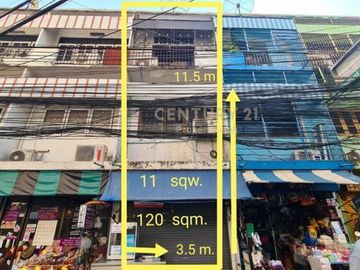 11.5 m
CENTURY 21
11 sqw.
120 sqm.
3.5 m.